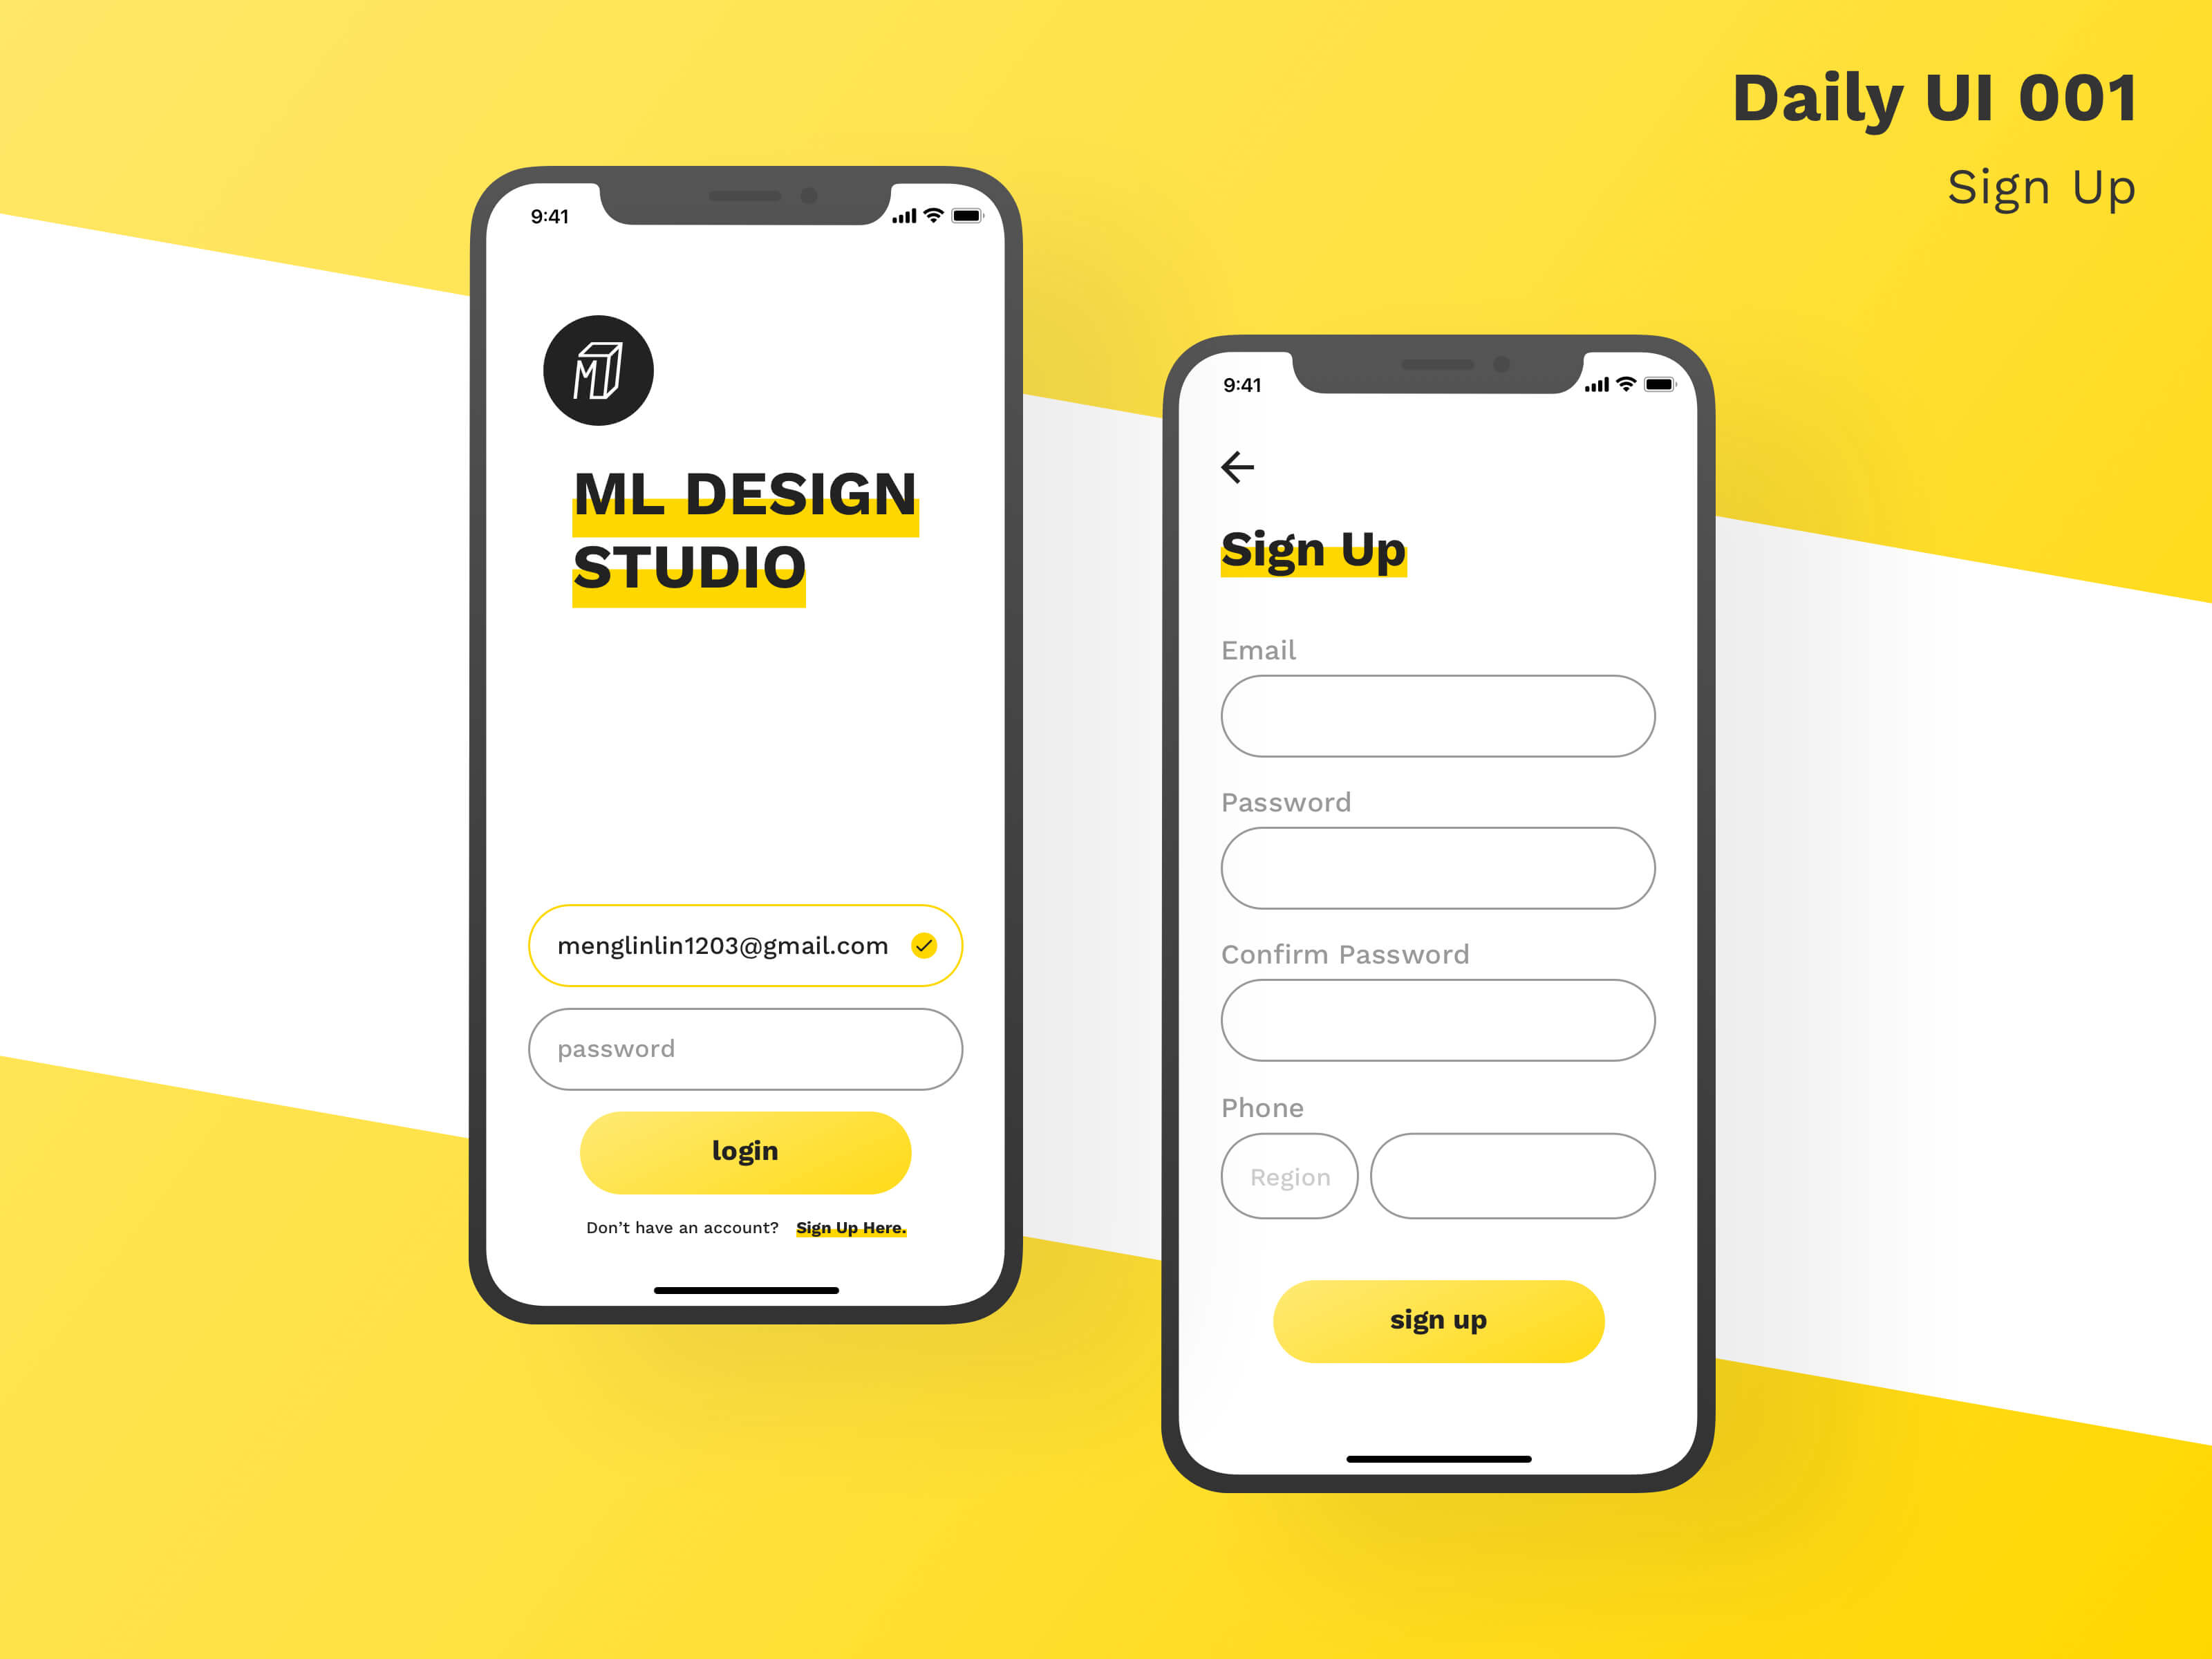 Daily UI 001
Sign Up
9:41
M
ML DESIGN
STUDIO
menglinlin1203@gmail.com
password
login
Don’t have an account? Sign Up Here.
9:41
Sign Up
Email
Password
Confirm Password
Phone
Region
sign up